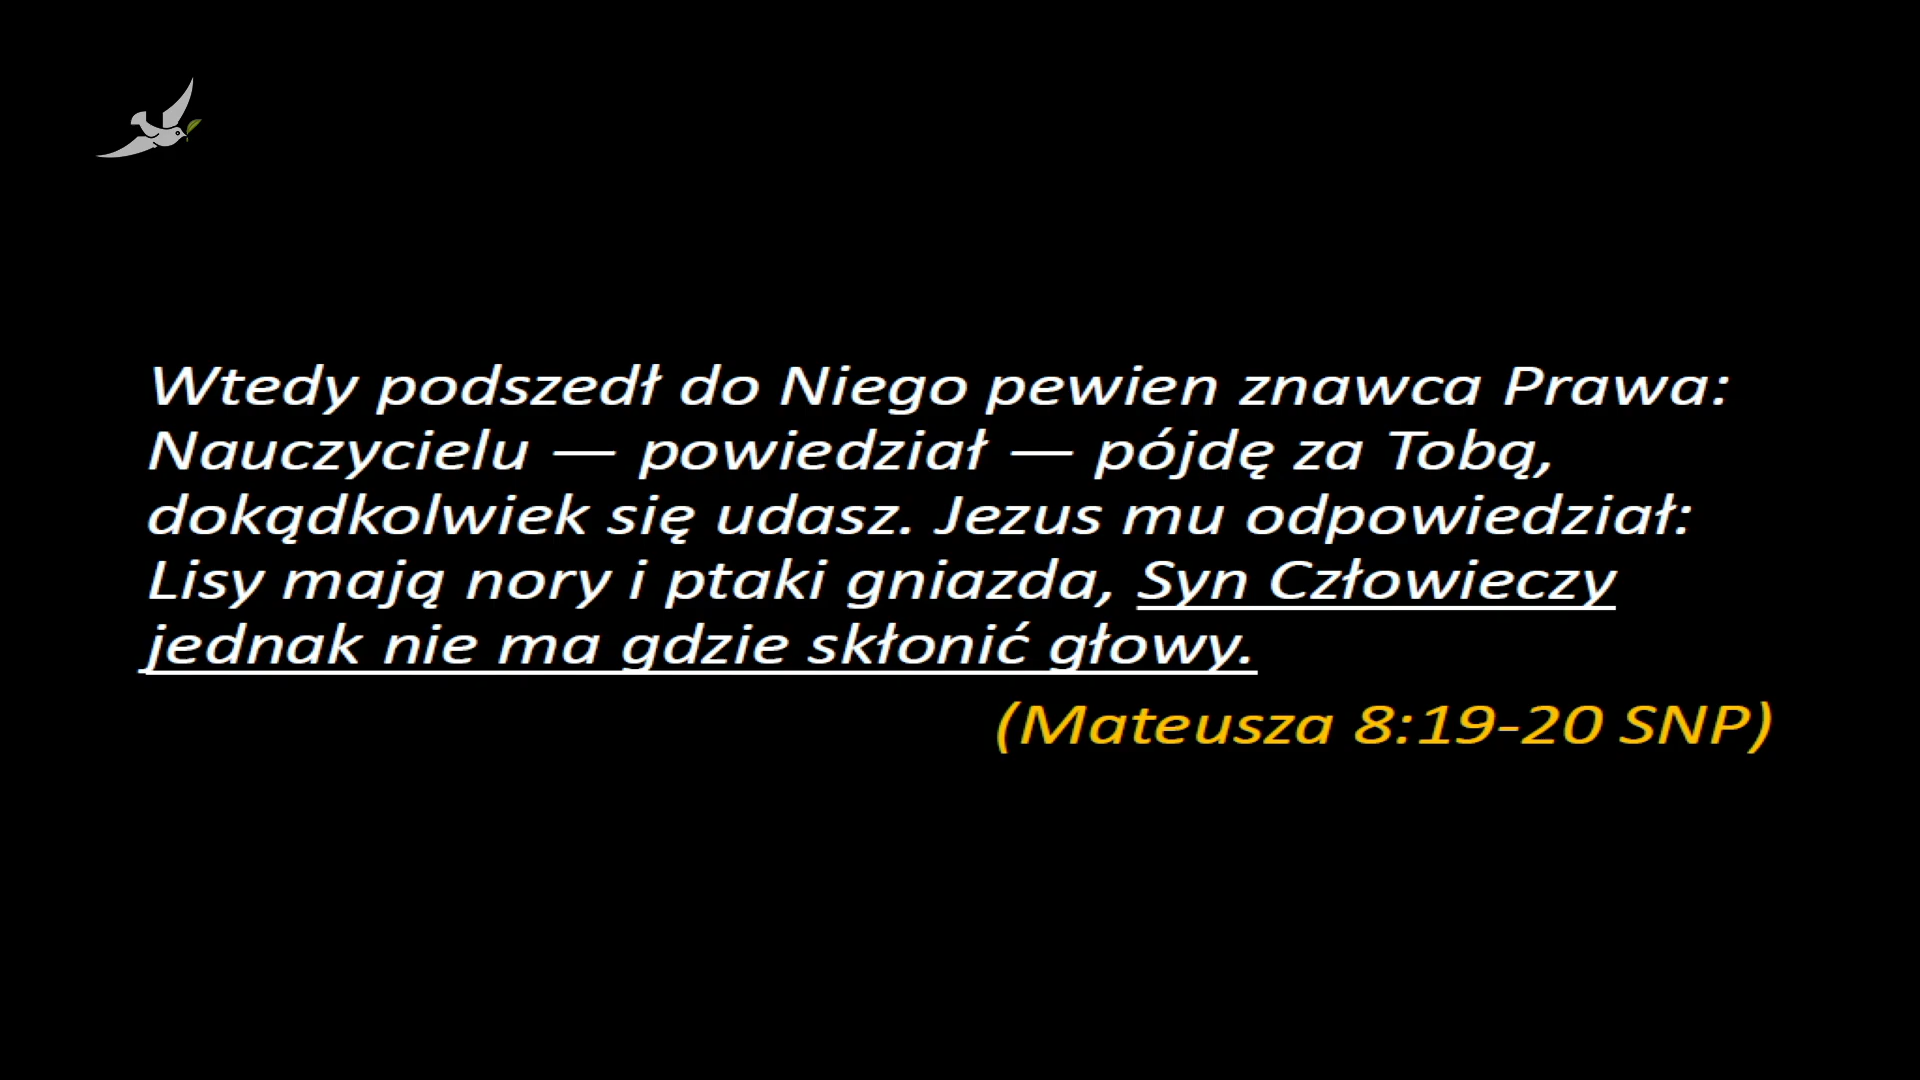 Wtedy podszedł do Niego pewien znawca Prawa:
Nauczycielu — powiedział — pójdę za Tobą,
dokądkolwiek się udasz. Jezus mu odpowiedział:
Lisy mają nory i ptaki gniazda, Syn Człowieczy
jednak nie ma gdzie skłonić głowy.
(Mateusza 8:19-20 SNP)